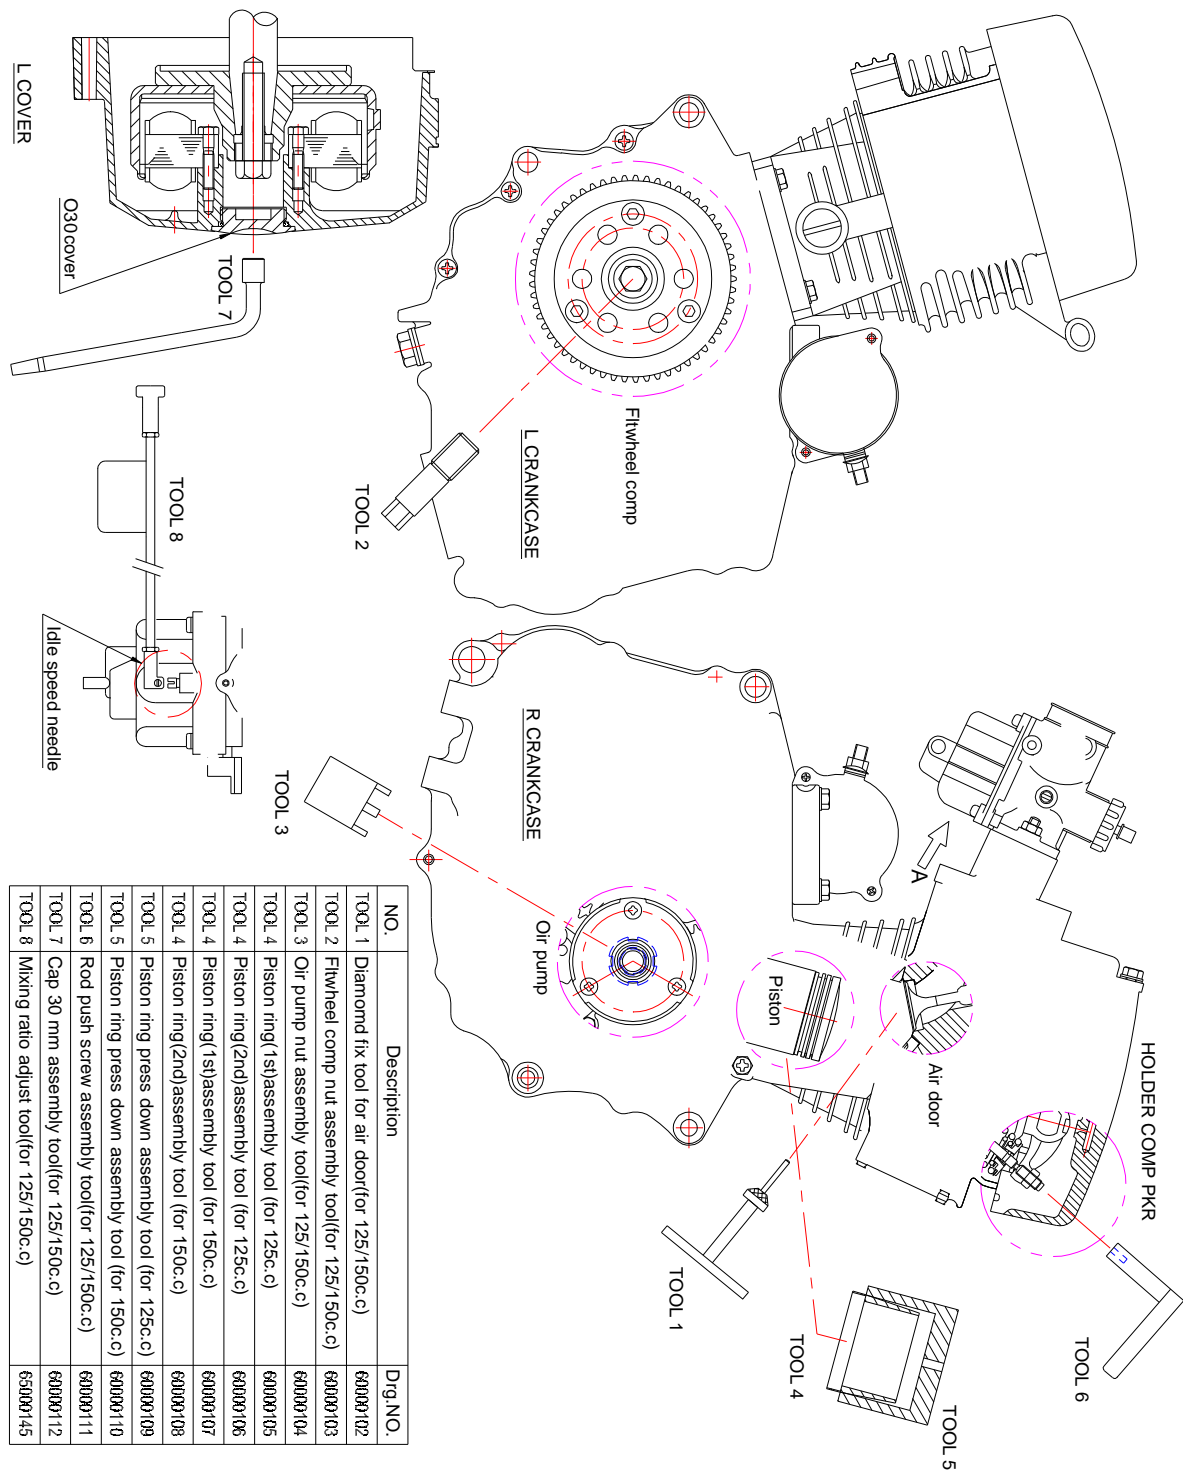 HOLDER COMP PKR
TOOL 6
TOOL 5
TOOL 4
TOOL 1
A
Air door
Piston
Oir pump
R CRANKCASE
TOOL 3
Fltwheel comp
L CRANKCASE
TOOL 2
L COVER
O30cover
TOOL 7
TOOL 8
Idle speed needle
NO. Description Drg.NO.
TOOL 1 Diamomd fix tool for air door(for 125/150c.c) 60000102
TOOL 2 Fltwheel comp nut assembly tool(for 125/150c.c) 60000103
TOOL 3 Oir pump nut assembly tool(for 125/150c.c) 60000104
TOOL 4 Piston ring(1st)assembly tool (for 125c.c) 60000105
TOOL 4 Piston ring(2nd)assembly tool (for 125c.c) 60000106
TOOL 4 Piston ring(1st)assembly tool (for 150c.c) 60000107
TOOL 4 Piston ring(2nd)assembly tool (for 150c.c) 60000108
TOOL 5 Piston ring press down assembly tool (for 125c.c) 60000109
TOOL 5 Piston ring press down assembly tool (for 150c.c) 60000110
TOOL 6 Rod push screw assembly tool(for 125/150c.c) 60000111
TOOL 7 Cap 30 mm assembly tool(for 125/150c.c) 60000112
TOOL 8 Mixing ratio adjust tool(for 125/150c.c) 65000145